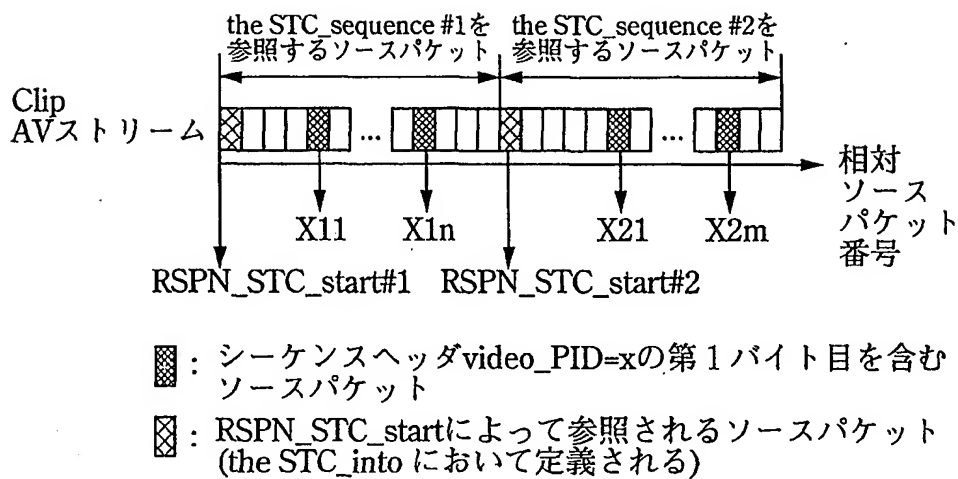 the STC_sequence #1を
参照するソースパケット
the STC_sequence #2を
参照するソースパケット
Clip
AVストリーム
...
...
相対
ソース
パケット
番号
X11
X1n
X21
X2m
RSPN_STC_start#1
RSPN_STC_start#2
: シーケンスヘッダvideo_PID=xの第1バイト目を含む
ソースパケット
: RSPN_STC_startによって参照されるソースパケット
(the STC_into において定義される)